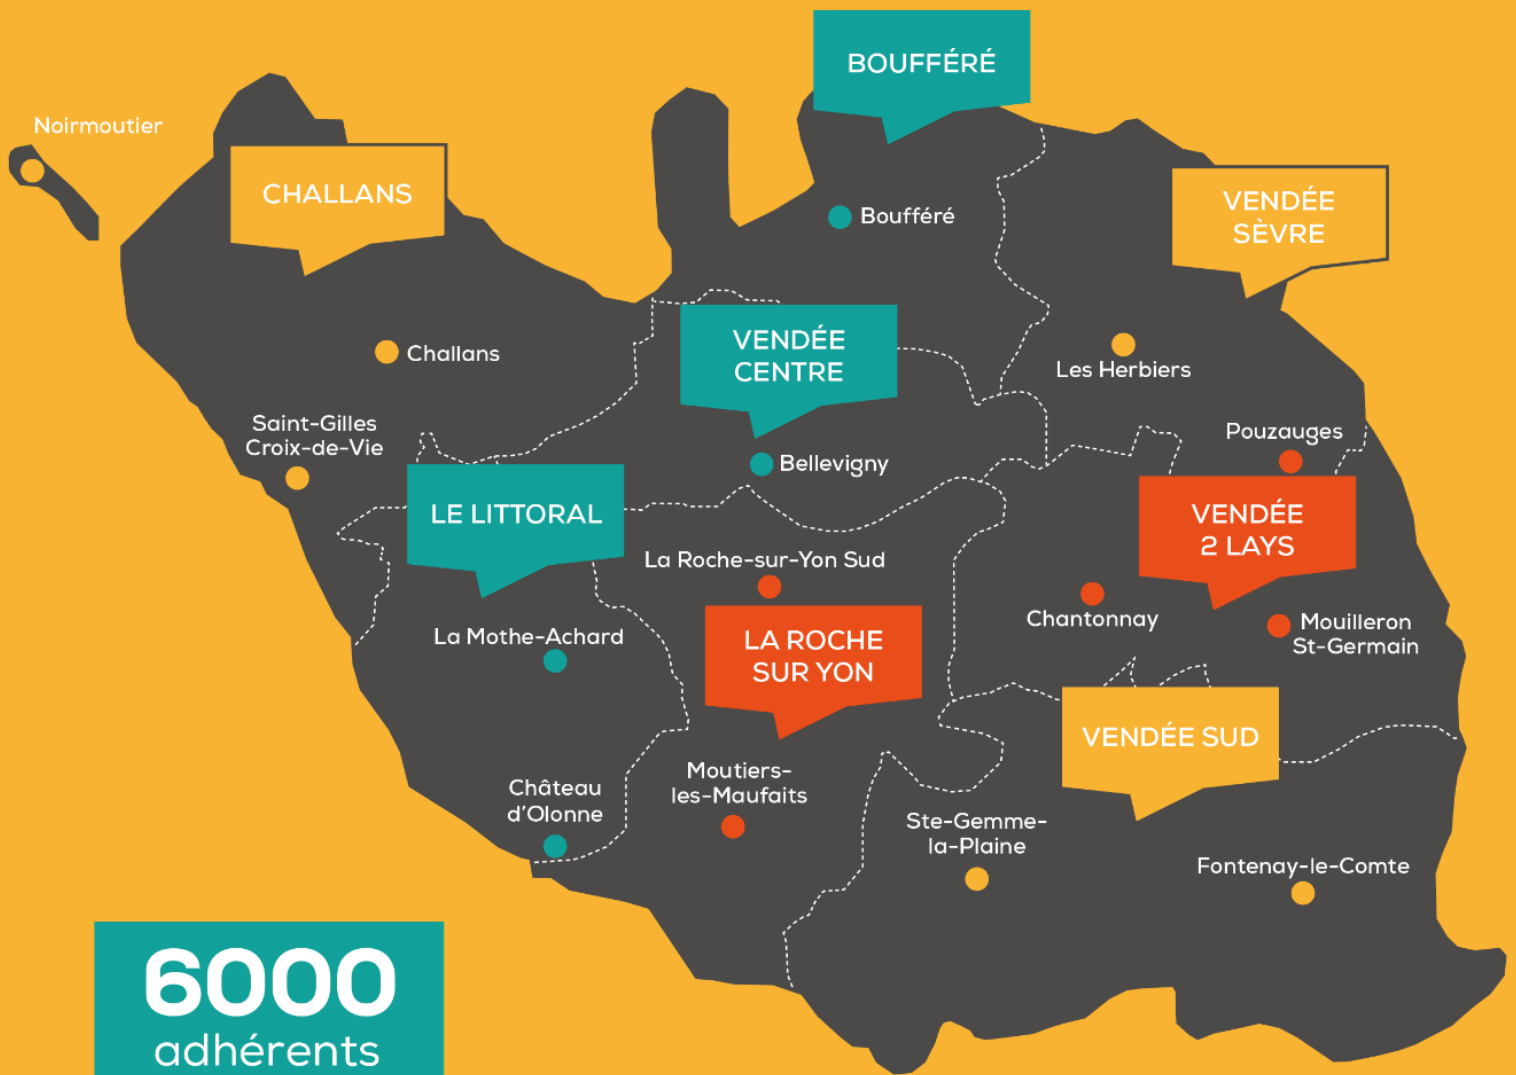 BOUFFÉRÉ
Noirmoutier
CHALLANS
VENDÉE
SÈVRE
Boufféré
VENDÉE
CENTRE
Challans
Les Herbiers
Saint-Gilles
Croix-de-Vie
Pouzauges
Bellevigny
LE LITTORAL
VENDÉE
2 LAYS
La Roche-sur-Yon Sud
Chantonnay
Mouilleron
St-Germain
La Mothe-Achard
LA ROCHE
SUR YON
VENDÉE SUD
Moutiers-
les-Maufaits
Château
d'Olonne
Ste-Gemme-
la-Plaine
Fontenay-le-Comte
6000
adhérents